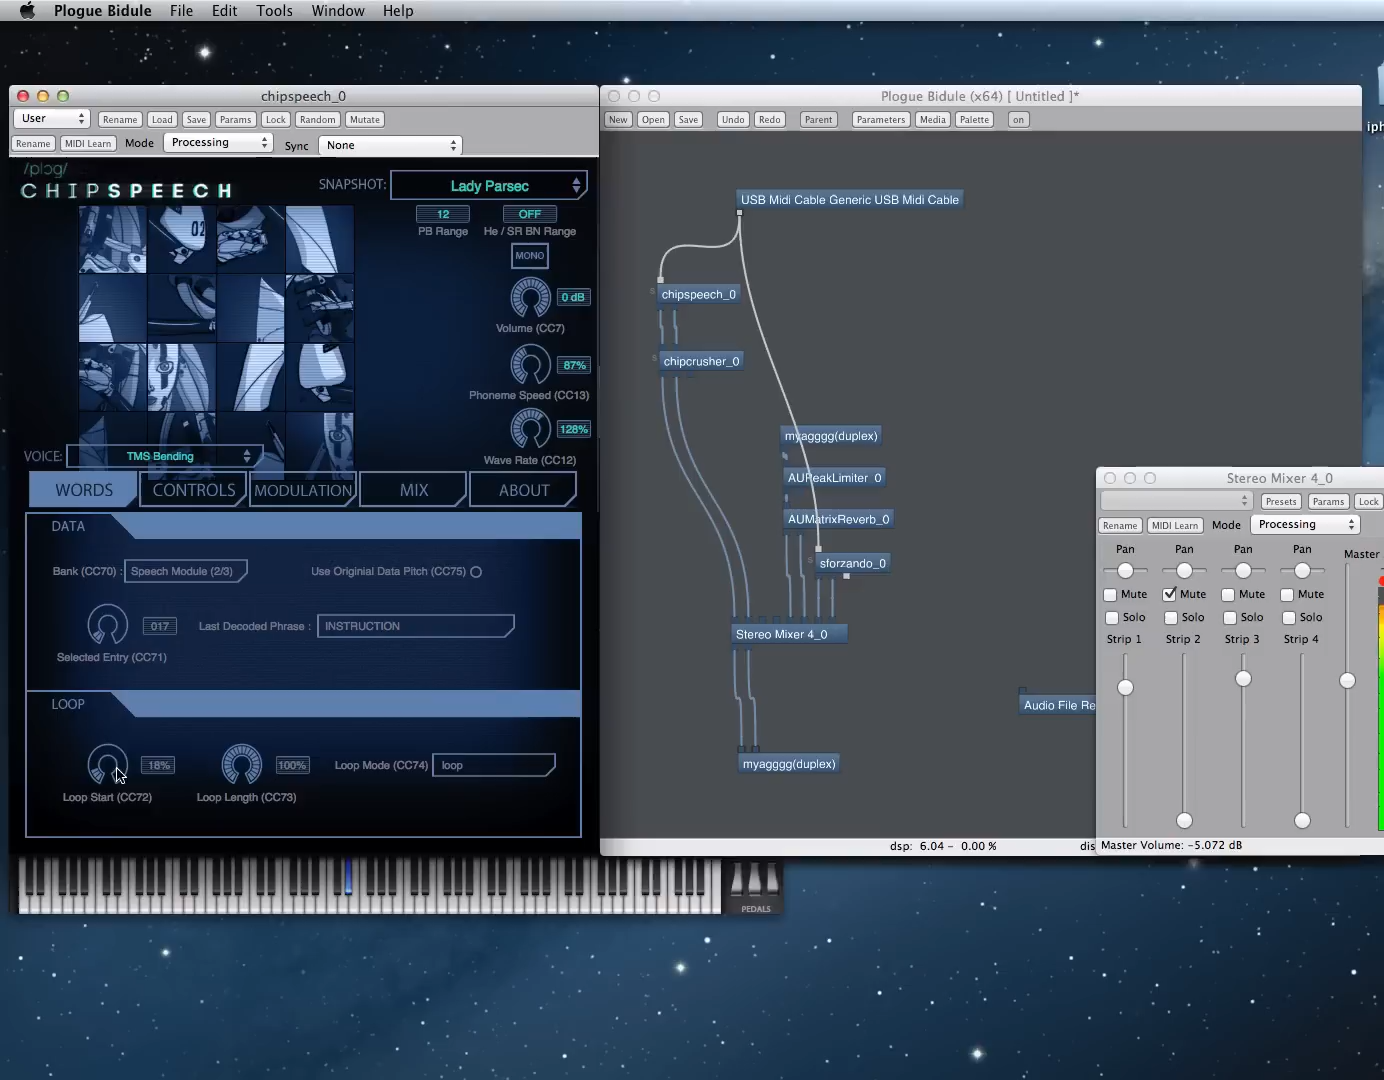 Plogue Bidule File Edit Tools Window Help
chipspeech_0
User Rename Load Save Params Lock Random Mutate
Rename MIDI Learn Mode Processing Sync None
/plog/
CHIPSPEECH
SNAPSHOT: Lady Parsec
12 OFF
PB Range He / SR BN Range
MONO
02
0 dB
Volume (CC7)
87%
Phoneme Speed (CC13)
128%
Wave Rate (CC12)
VOICE: TMS Bending
WORDS CONTROLS MODULATION MIX ABOUT
DATA
Bank (CC70) : Speech Module (2/3) Use Originial Data Pitch (CC75)
017 Last Decoded Phrase : INSTRUCTION
Selected Entry (CC71)
LOOP
18% 100% Loop Mode (CC74) loop
Loop Start (CC72) Loop Length (CC73)
PEDALS
Plogue Bidule (x64) [ Untitled ]*
New Open Save Undo Redo Parent Parameters Media Palette on
USB Midi Cable Generic USB Midi Cable
s chipspeech_0
s chipcrusher_0
myagggg(duplex)
AUPeakLimiter_0
AUMatrixReverb_0
s sforzando_0
Stereo Mixer 4_0
Audio File Re
myagggg(duplex)
dsp: 6.04 - 0.00 %
dis
Stereo Mixer 4_0
Presets Params Lock
Rename MIDI Learn Mode Processing
Pan Pan Pan Pan Master
Mute Mute Mute Mute
Solo Solo Solo Solo
Strip 1 Strip 2 Strip 3 Strip 4
Master Volume: -5.072 dB
iph